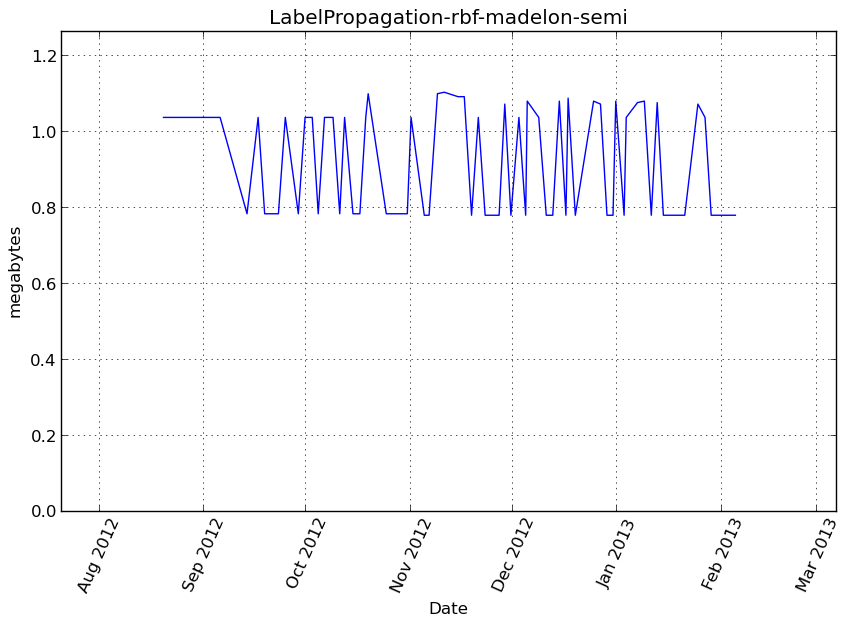 LabelPropagation-rbf-madelon-semi
1.2
1.0
0.8
0.6
0.4
0.2
0.0
megabytes
Aug 2012
Sep 2012
Oct 2012
Nov 2012
Dec 2012
Jan 2013
Feb 2013
Mar 2013
Date